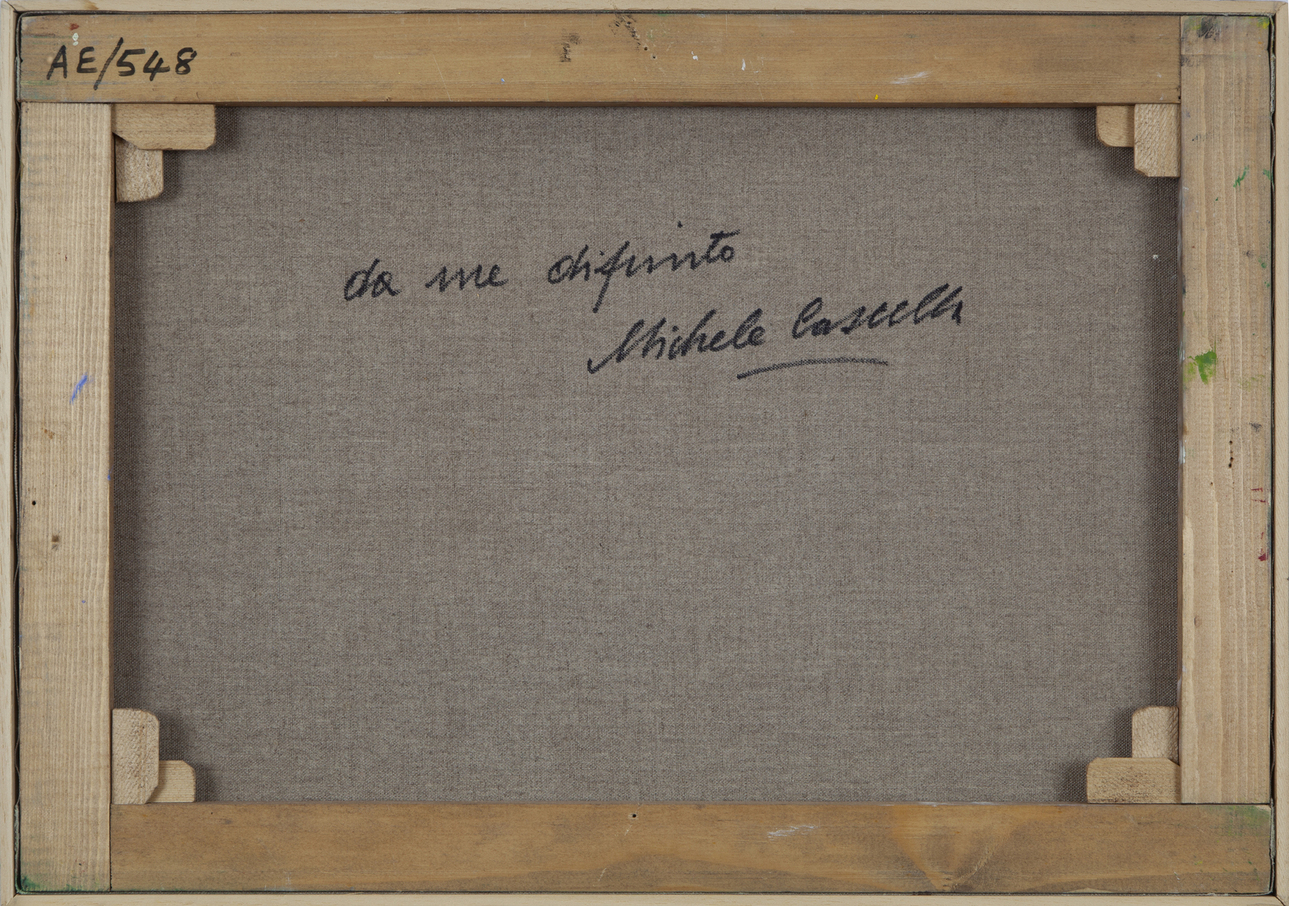 AE/548
da me dipinto
Michele Cascella